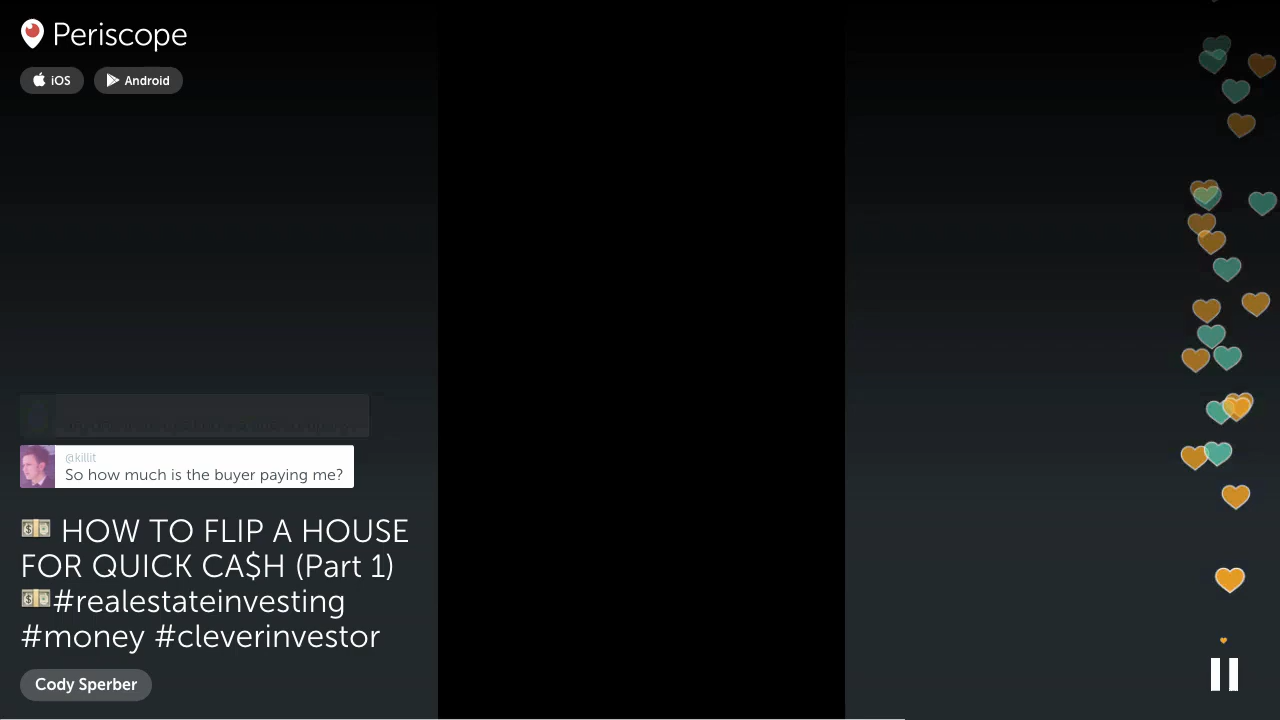 Periscope
iOS
Android
@killit
So how much is the buyer paying me?
💵 HOW TO FLIP A HOUSE
FOR QUICK CA$H (Part 1)
💵#realestateinvesting
#money #cleverinvestor
Cody Sperber